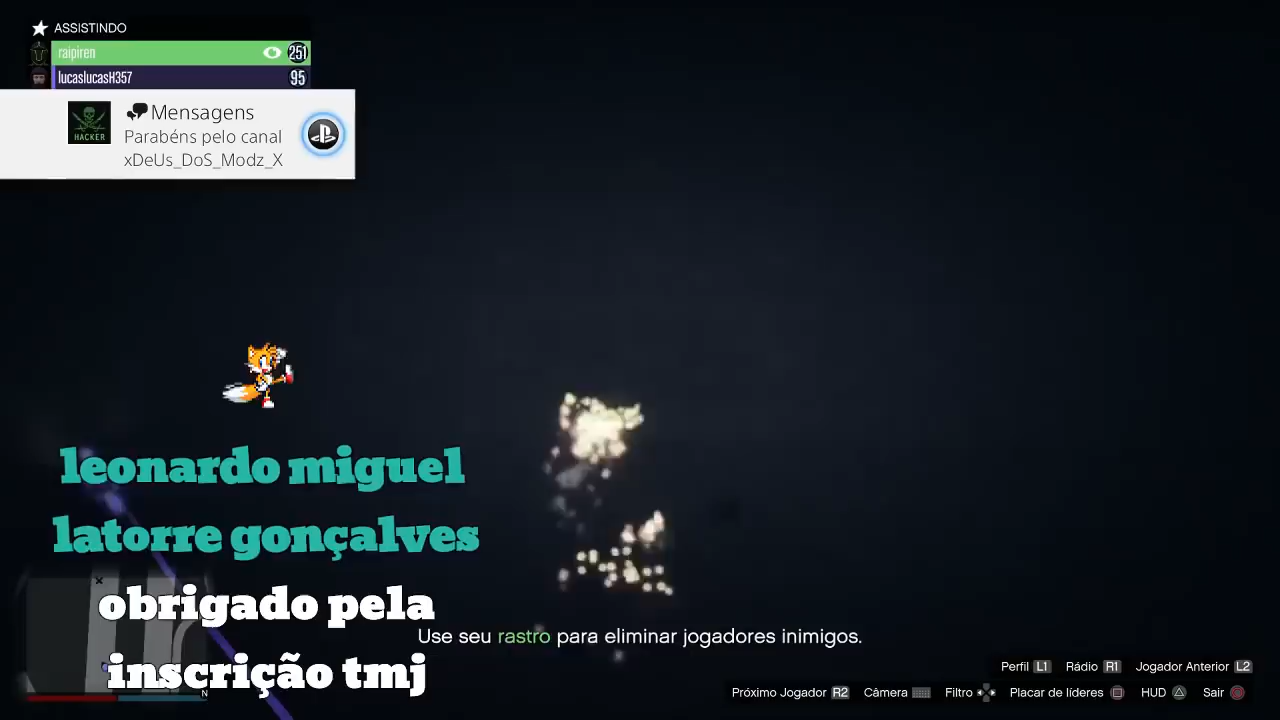 ASSISTINDO
raipiren 251
lucaslucasH357 95
HACKER
Mensagens
Parabéns pelo canal
xDeUs_DoS_Modz_X
leonardo miguel
latorre gonçalves
obrigado pela
inscrição tmj
N
Use seu rastro para eliminar jogadores inimigos.
Perfil L1 Rádio R1 Jogador Anterior L2
Próximo Jogador R2 Câmera Filtro Placar de líderes HUD Sair